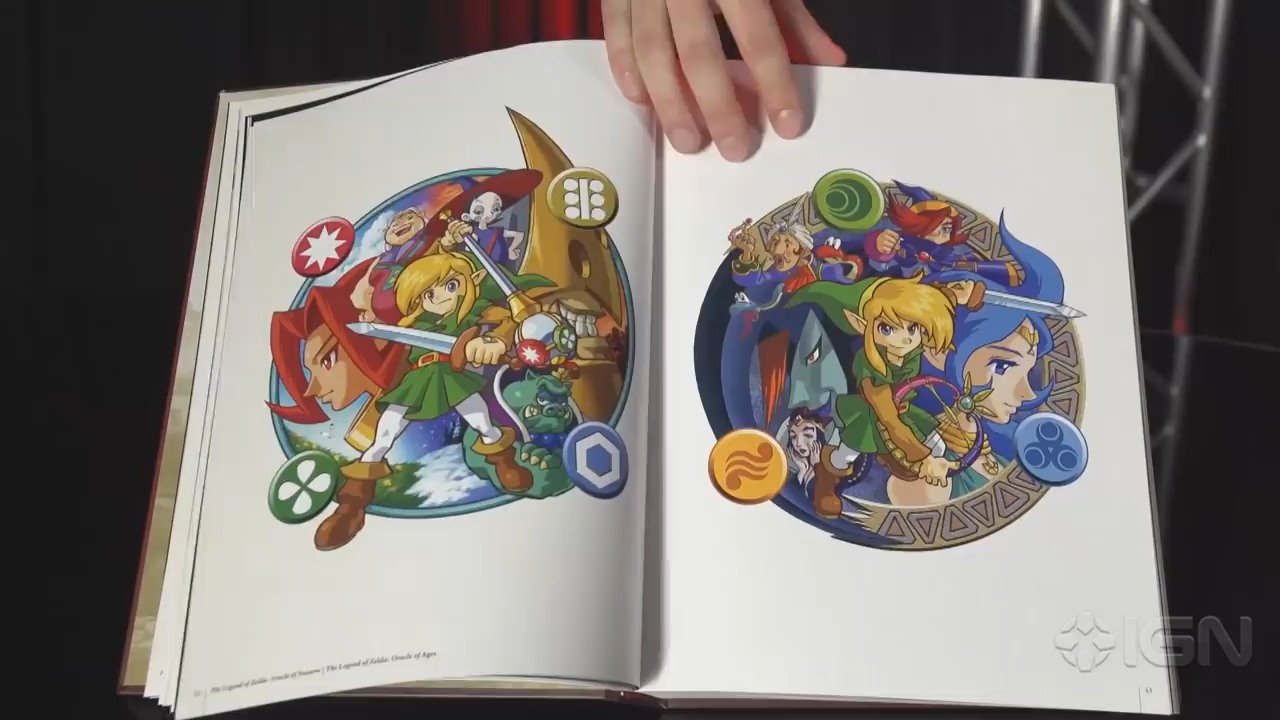 The Legend of Zelda: Oracle of Seasons | The Legend of Zelda: Oracle of Ages
IGN